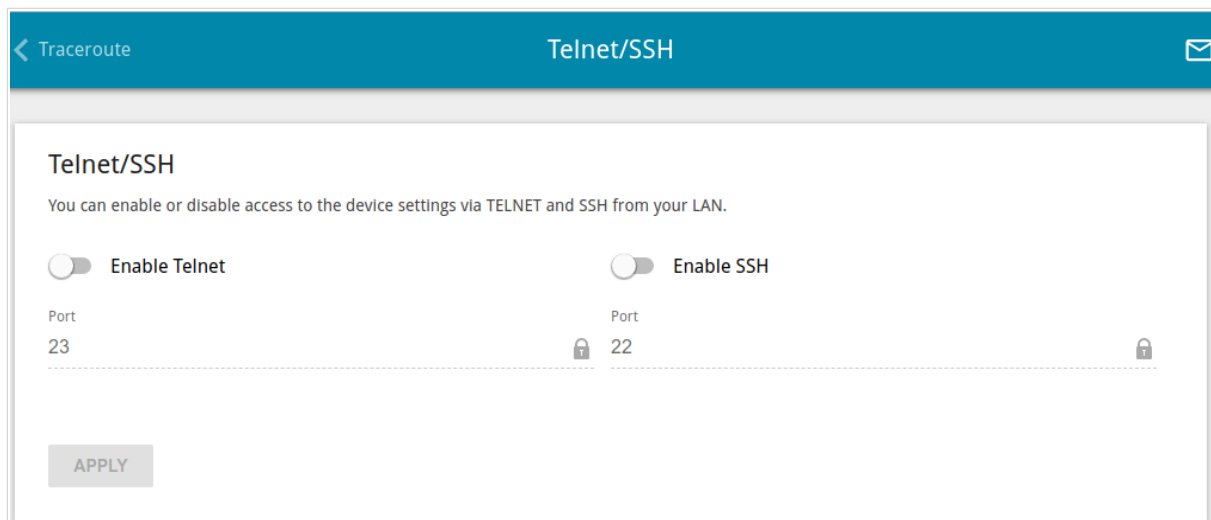 Traceroute
Telnet/SSH
Telnet/SSH
You can enable or disable access to the device settings via TELNET and SSH from your LAN.
Enable Telnet
Enable SSH
Port
Port
23
22
APPLY